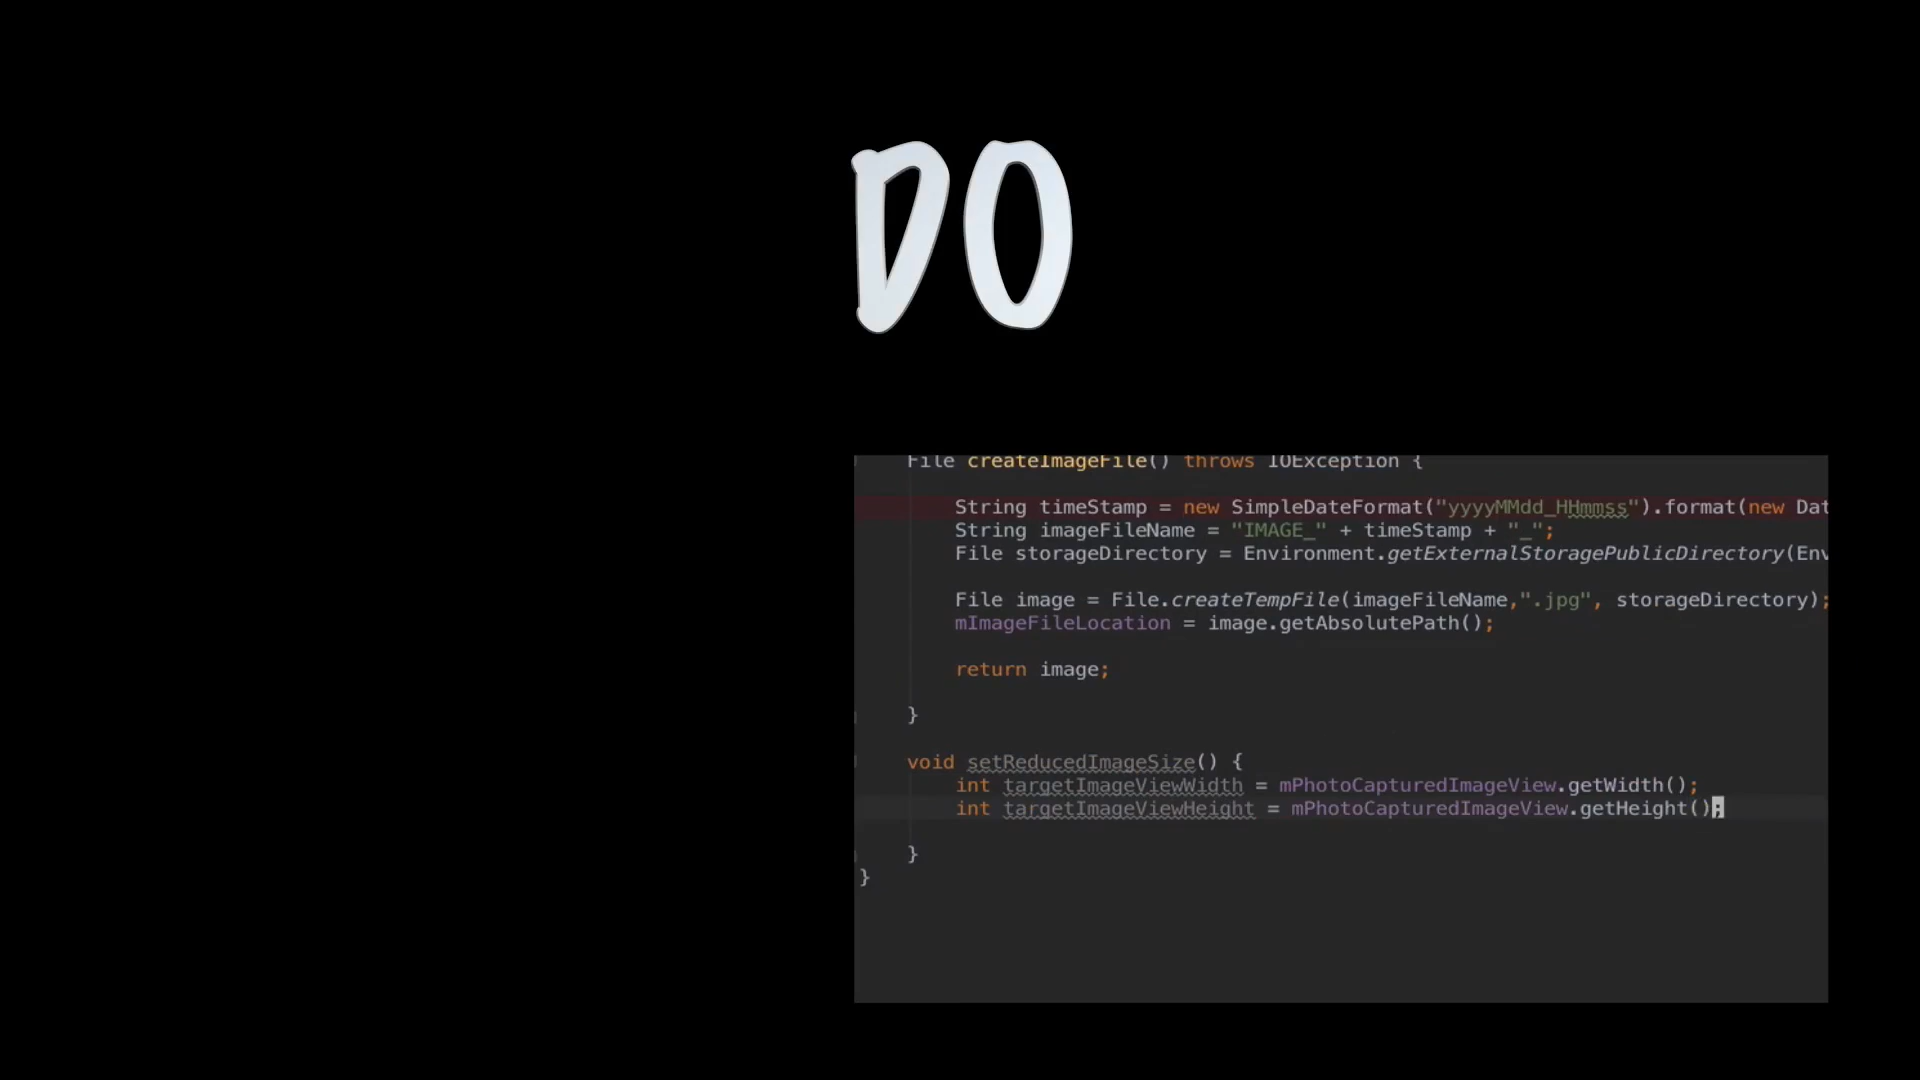 DO
File createImageFile() throws IOException {
String timeStamp = new SimpleDateFormat("yyyyMMdd_HHmmss").format(new Dat
String imageFileName = "IMAGE_" + timeStamp + "_";
File storageDirectory = Environment.getExternalStoragePublicDirectory(Env
File image = File.createTempFile(imageFileName,".jpg", storageDirectory);
mImageFileLocation = image.getAbsolutePath();
return image;
}
void setReducedImageSize() {
int targetImageViewWidth = mPhotoCapturedImageView.getWidth();
int targetImageViewHeight = mPhotoCapturedImageView.getHeight();
}
}